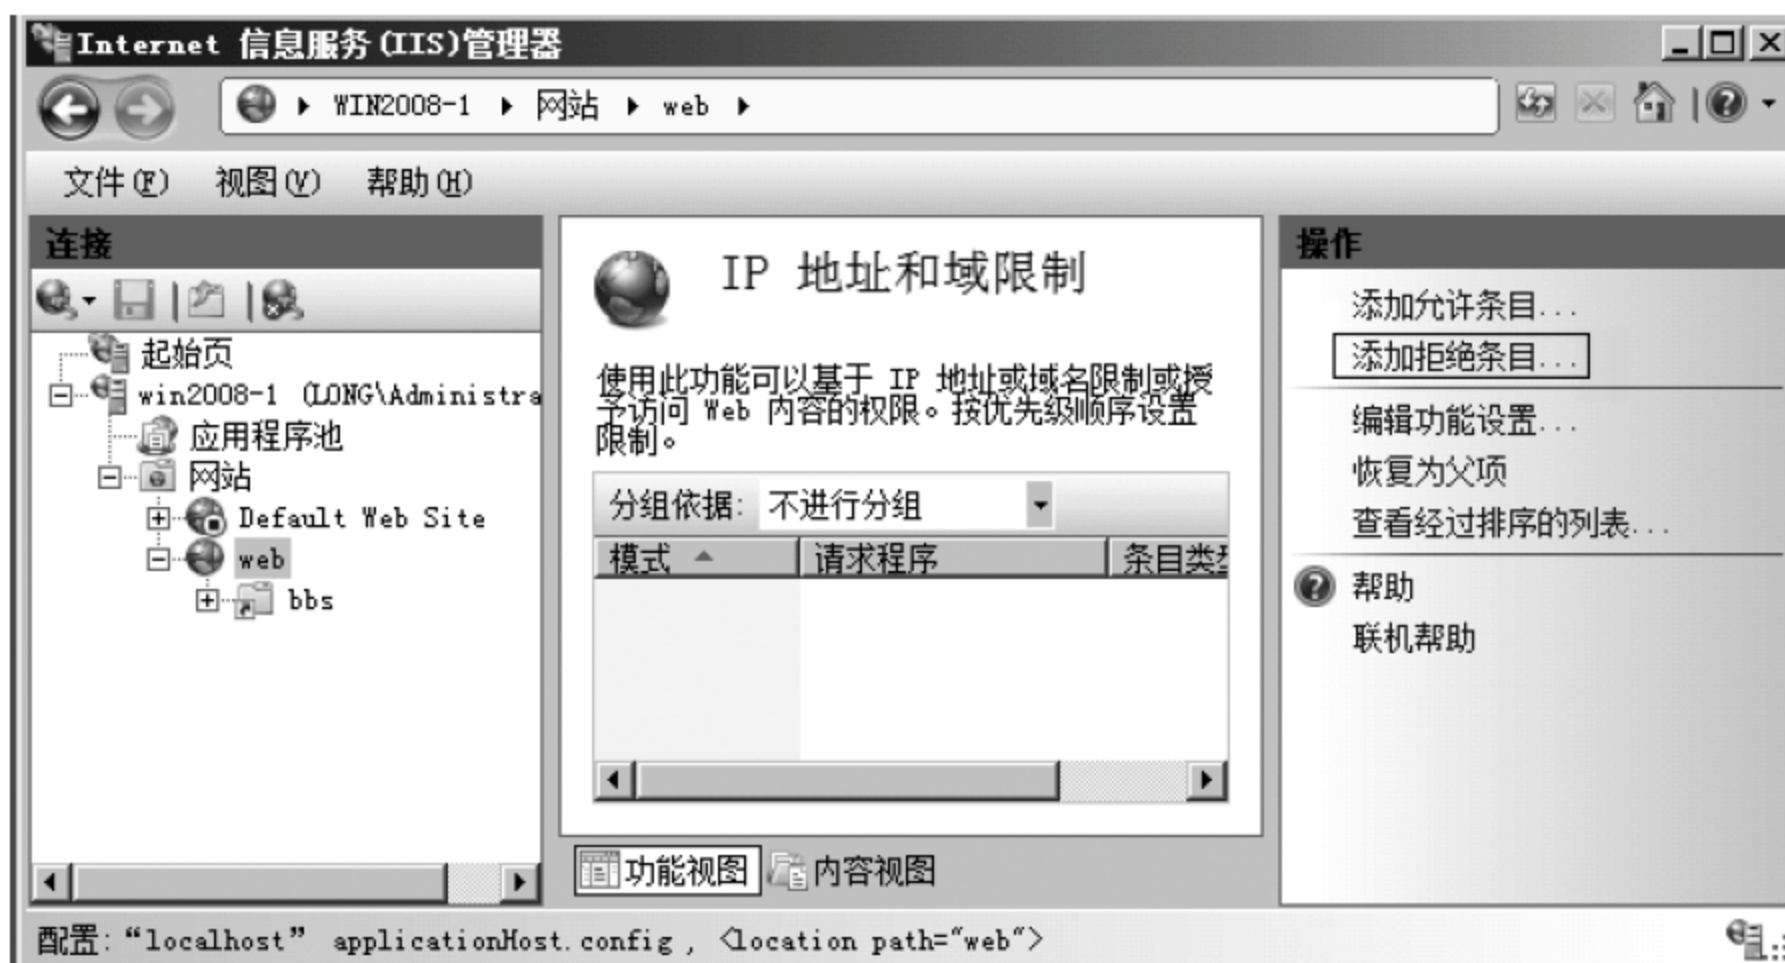 Internet 信息服务(IIS)管理器
WIN2008-1 网站 web
文件(F) 视图(V) 帮助(H)
连接
起始页
win2008-1 (LONG\Administra
应用程序池
网站
Default Web Site
web
bbs
IP 地址和域限制
使用此功能可以基于 IP 地址或域名限制或授
予访问 Web 内容的权限。按优先级顺序设置
限制。
分组依据: 不进行分组
模式 请求程序 条目类型
功能视图 内容视图
操作
添加允许条目...
添加拒绝条目...
编辑功能设置...
恢复为父项
查看经过排序的列表...
帮助
联机帮助
配置:“localhost” applicationHost.config, <location path="web">